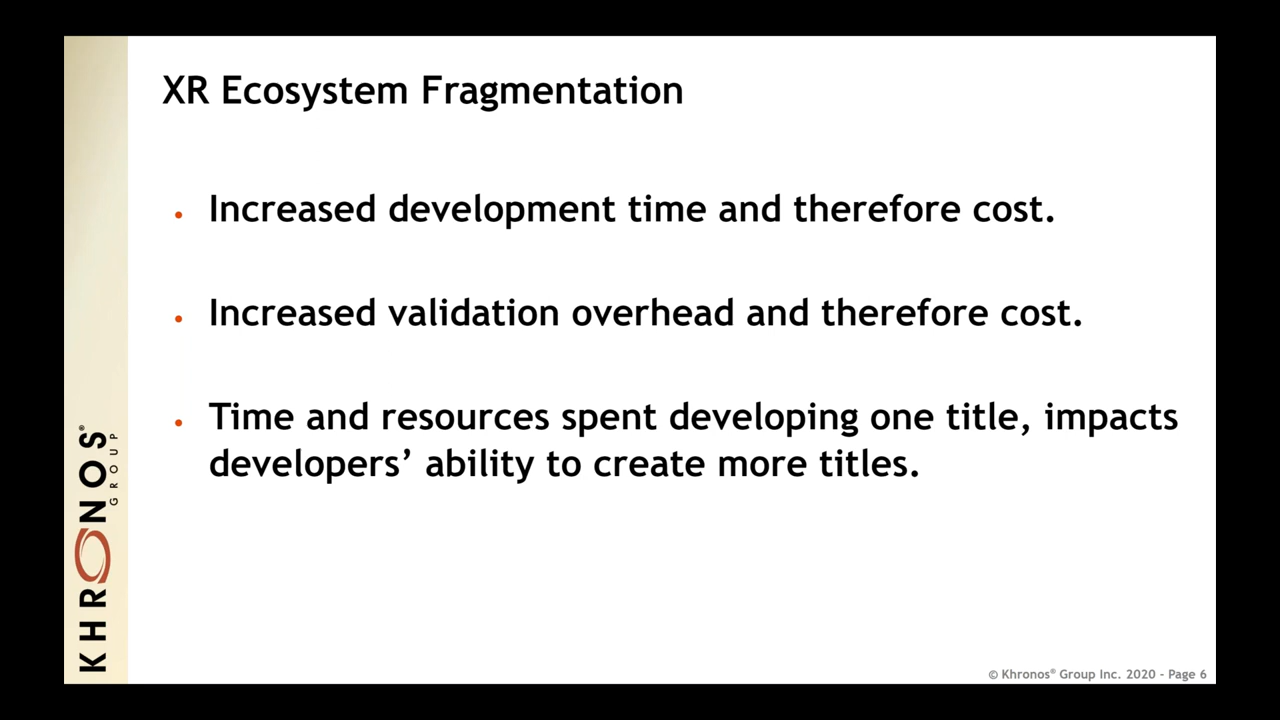 XR Ecosystem Fragmentation
• Increased development time and therefore cost.
• Increased validation overhead and therefore cost.
• Time and resources spent developing one title, impacts
developers’ ability to create more titles.
KHRONOS®
GROUP
© Khronos® Group Inc. 2020 - Page 6